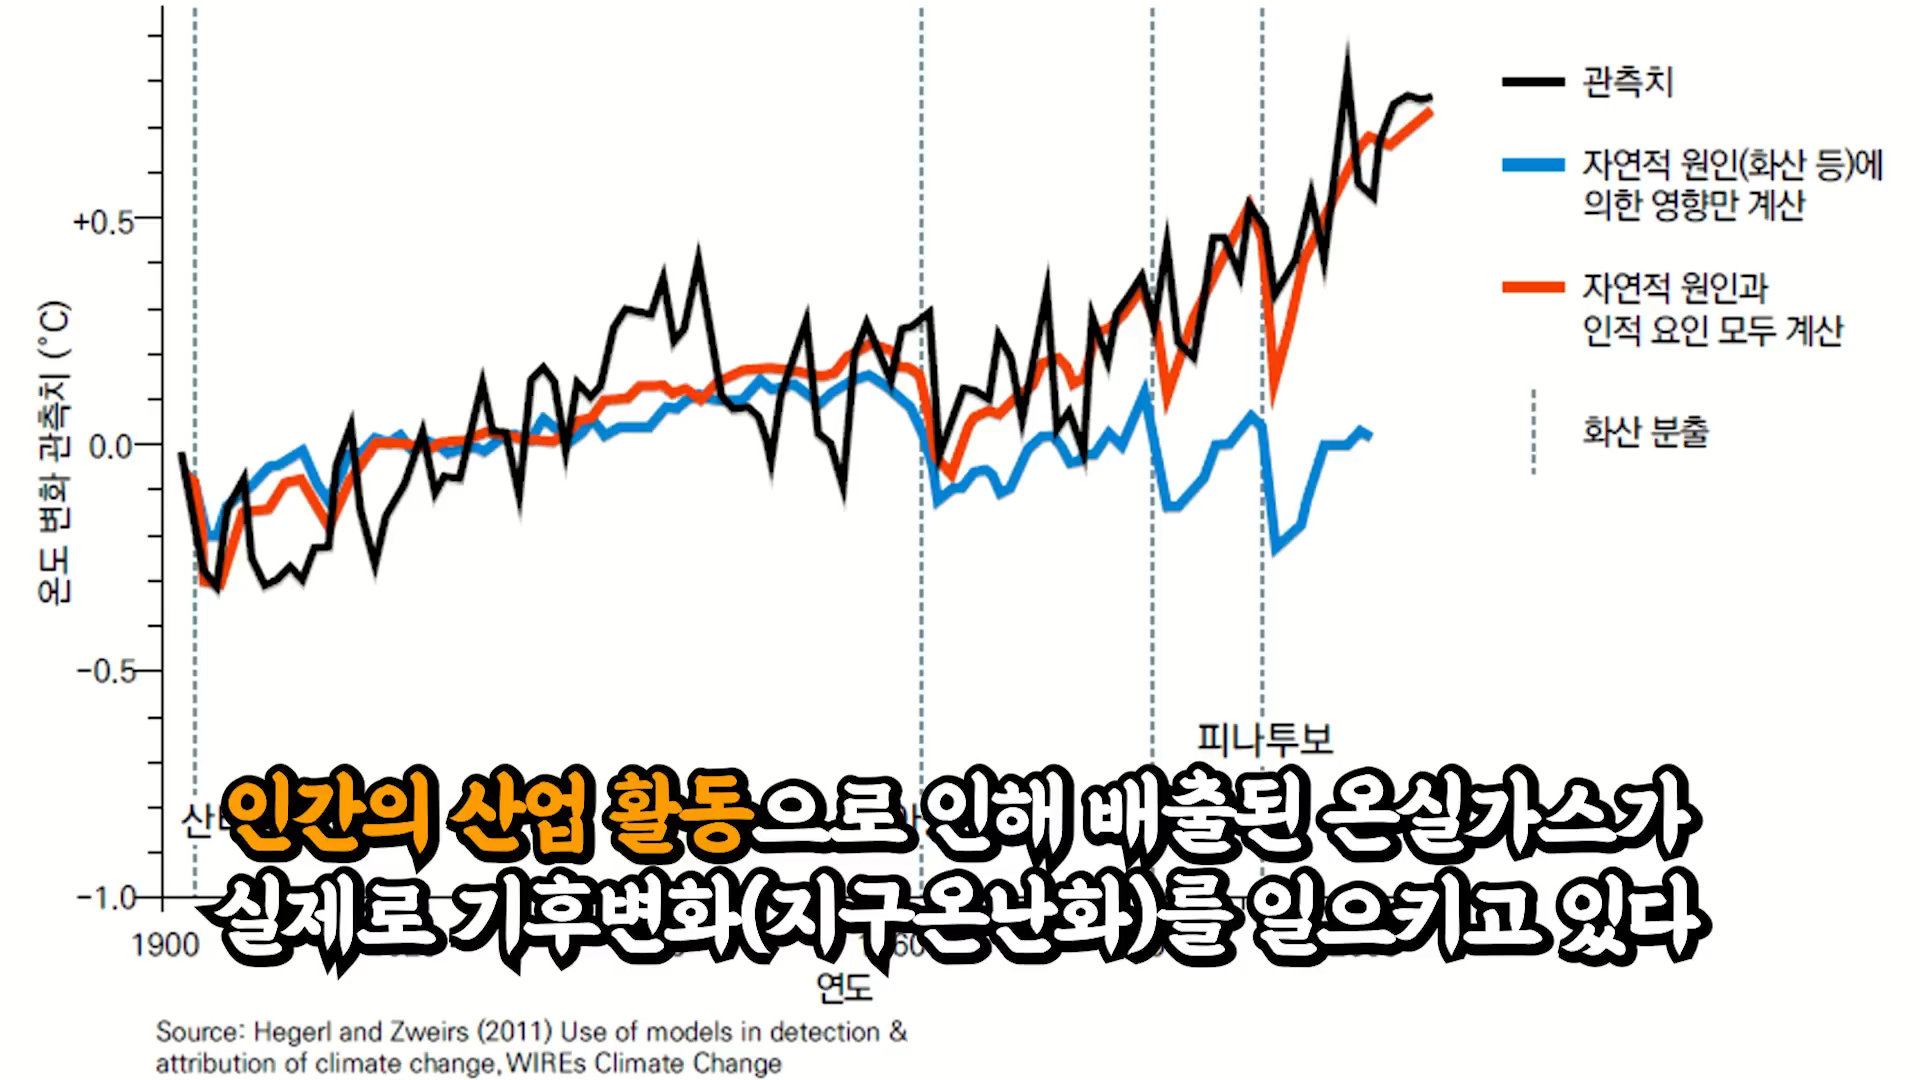 관측치
자연적 원인(화산 등)에
의한 영향만 계산
자연적 원인과
인적 요인 모두 계산
화산 분출
+0.5
0.0
-0.5
-1.0
온도 변화 관측치 (°C)
피나투보
인간의 산업 활동으로 인해 배출된 온실가스가
실제로 기후변화(지구온난화)를 일으키고 있다
1900
연도
Source: Hegerl and Zweirs (2011) Use of models in detection &
attribution of climate change, WIREs Climate Change